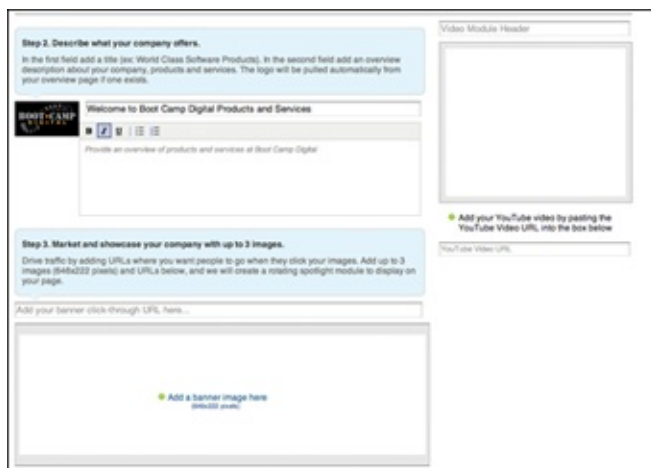 Step 2. Describe what your company offers.
In the first field add a title (ex: World Class Software Products). In the second field add an overview
description about your company, products and services. The logo will be pulled automatically from
your overview page if one exists.
BOOT CAMP
DIGITAL
Welcome to Boot Camp Digital Products and Services
B I U
Provide an overview of products and services at Boot Camp Digital
Step 3. Market and showcase your company with up to 3 images.
Drive traffic by adding URLs where you want people to go when they click your images. Add up to 3
images (646x222 pixels) and URLs below, and we will create a rotating spotlight module to display on
your page.
Add your banner click-through URL here...
Add a banner image here
(646x222 pixels)
Video Module Header
Add your YouTube video by pasting the
YouTube Video URL into the box below
YouTube Video URL